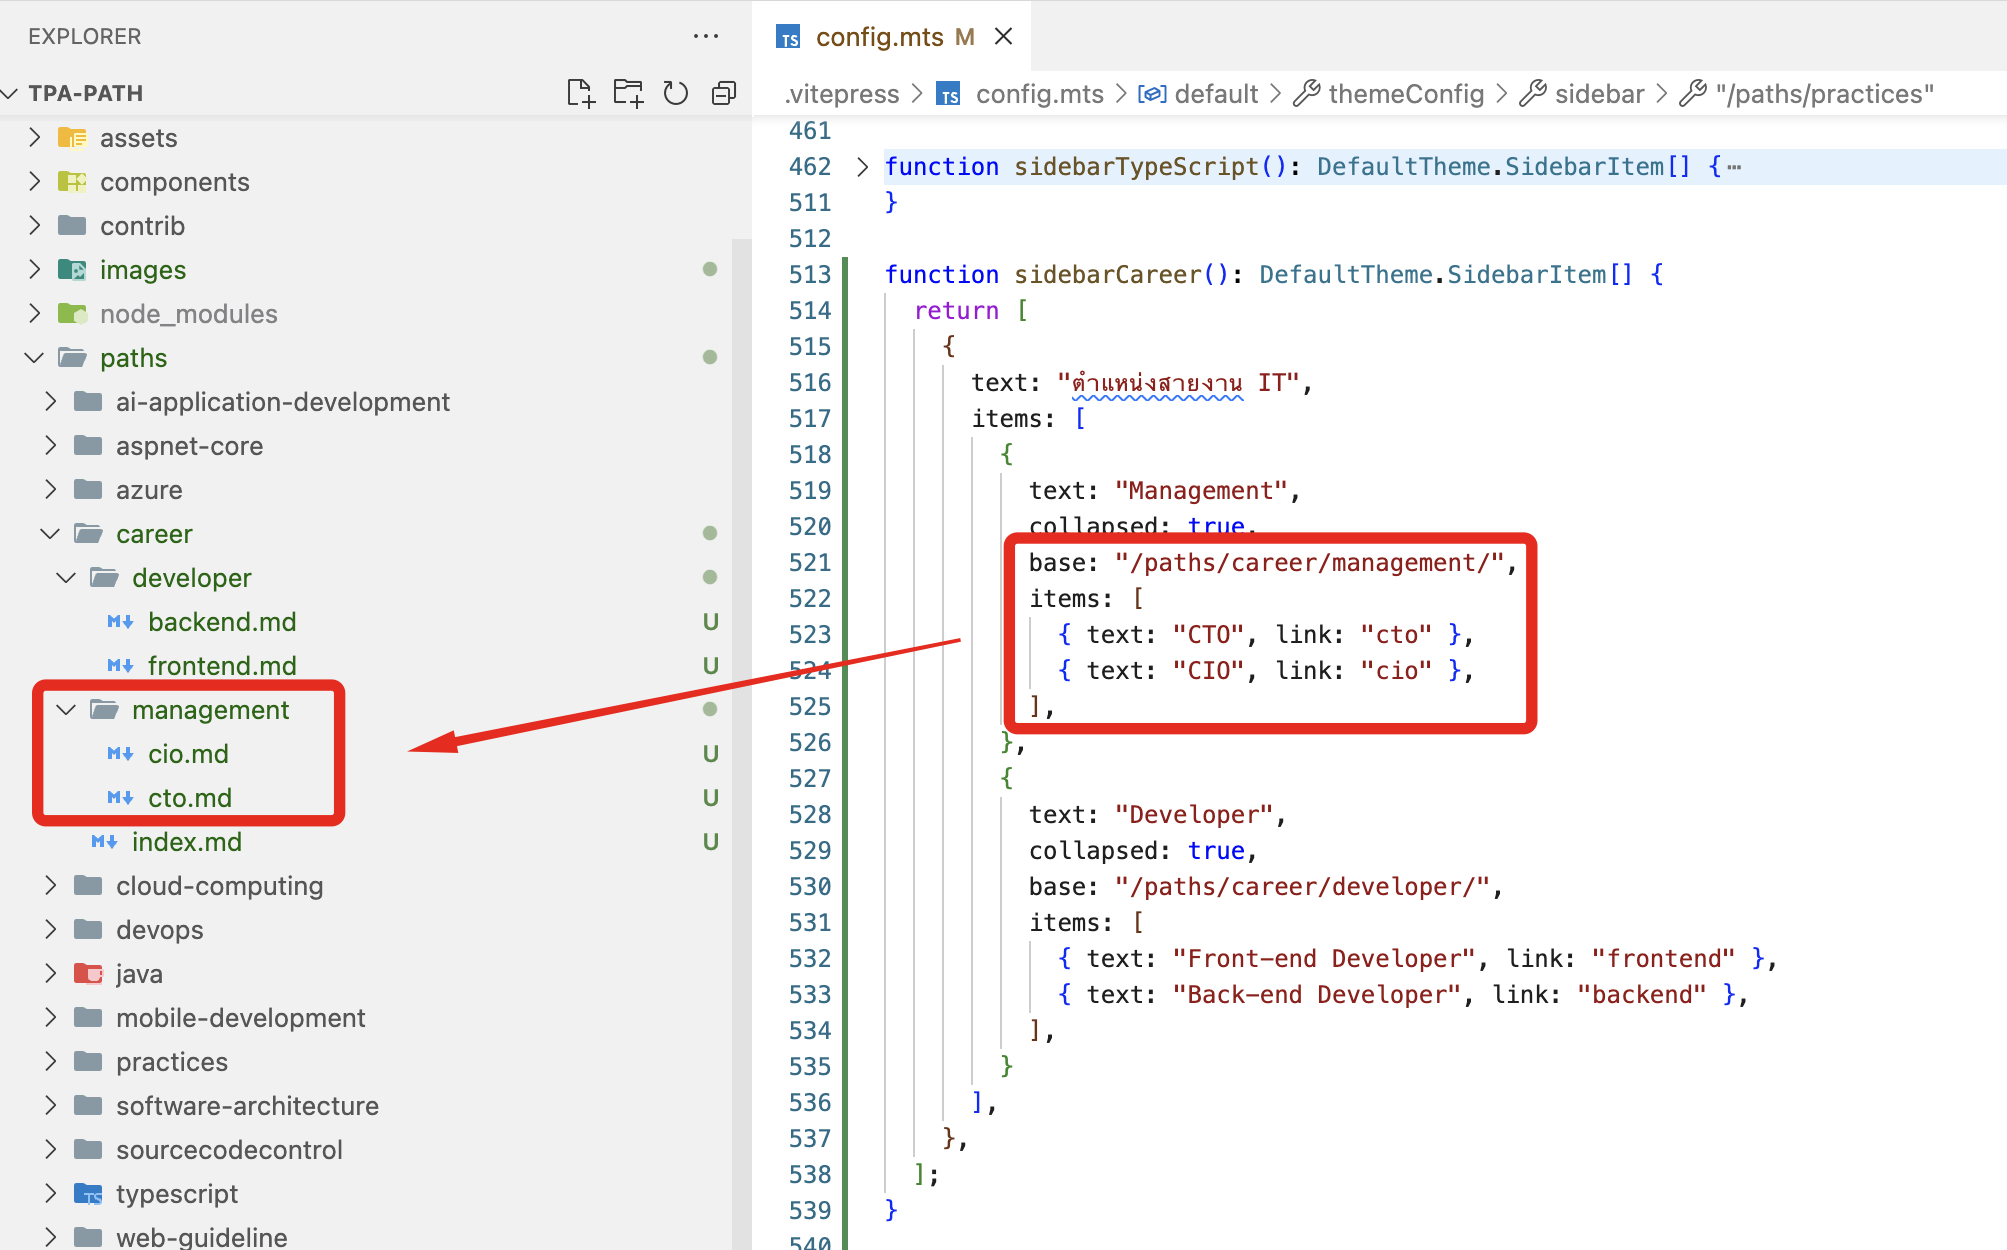 EXPLORER
TPA-PATH
assets
components
contrib
images
node_modules
paths
ai-application-development
aspnet-core
azure
career
developer
backend.md U
frontend.md U
management
cio.md U
cto.md U
index.md U
cloud-computing
devops
java
mobile-development
practices
software-architecture
sourcecodecontrol
typescript
web-guideline
TS config.mts M
.vitepress > TS config.mts > default > themeConfig > sidebar > "/paths/practices"
461
462 function sidebarTypeScript(): DefaultTheme.SidebarItem[] {…
511 }
512
513 function sidebarCareer(): DefaultTheme.SidebarItem[] {
514 return [
515 {
516 text: "ตำแหน่งสายงาน IT",
517 items: [
518 {
519 text: "Management",
520 collapsed: true,
521 base: "/paths/career/management/",
522 items: [
523 { text: "CTO", link: "cto" },
524 { text: "CIO", link: "cio" },
525 ],
526 },
527 {
528 text: "Developer",
529 collapsed: true,
530 base: "/paths/career/developer/",
531 items: [
532 { text: "Front-end Developer", link: "frontend" },
533 { text: "Back-end Developer", link: "backend" },
534 ],
535 }
536 ],
537 },
538 ];
539 }
540